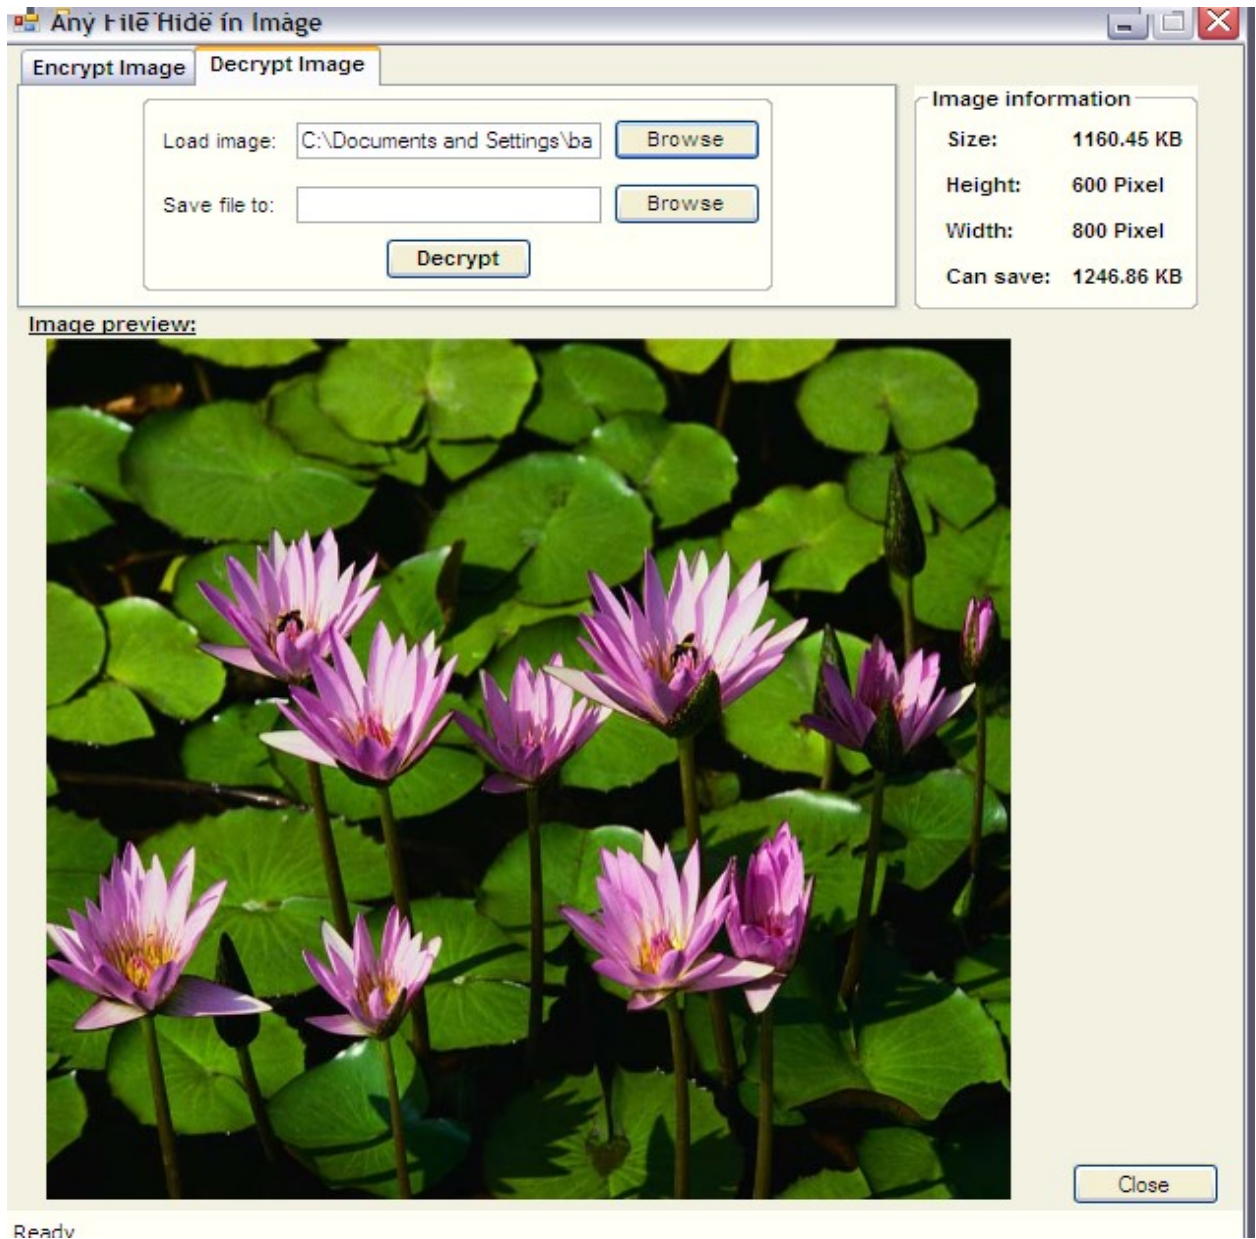 Any File Hide in Image
Encrypt Image
Decrypt Image
Load image:
C:\Documents and Settings\ba
Browse
Save file to:
Browse
Decrypt
Image information
Size: 1160.45 KB
Height: 600 Pixel
Width: 800 Pixel
Can save: 1246.86 KB
Image preview:
Close
Ready